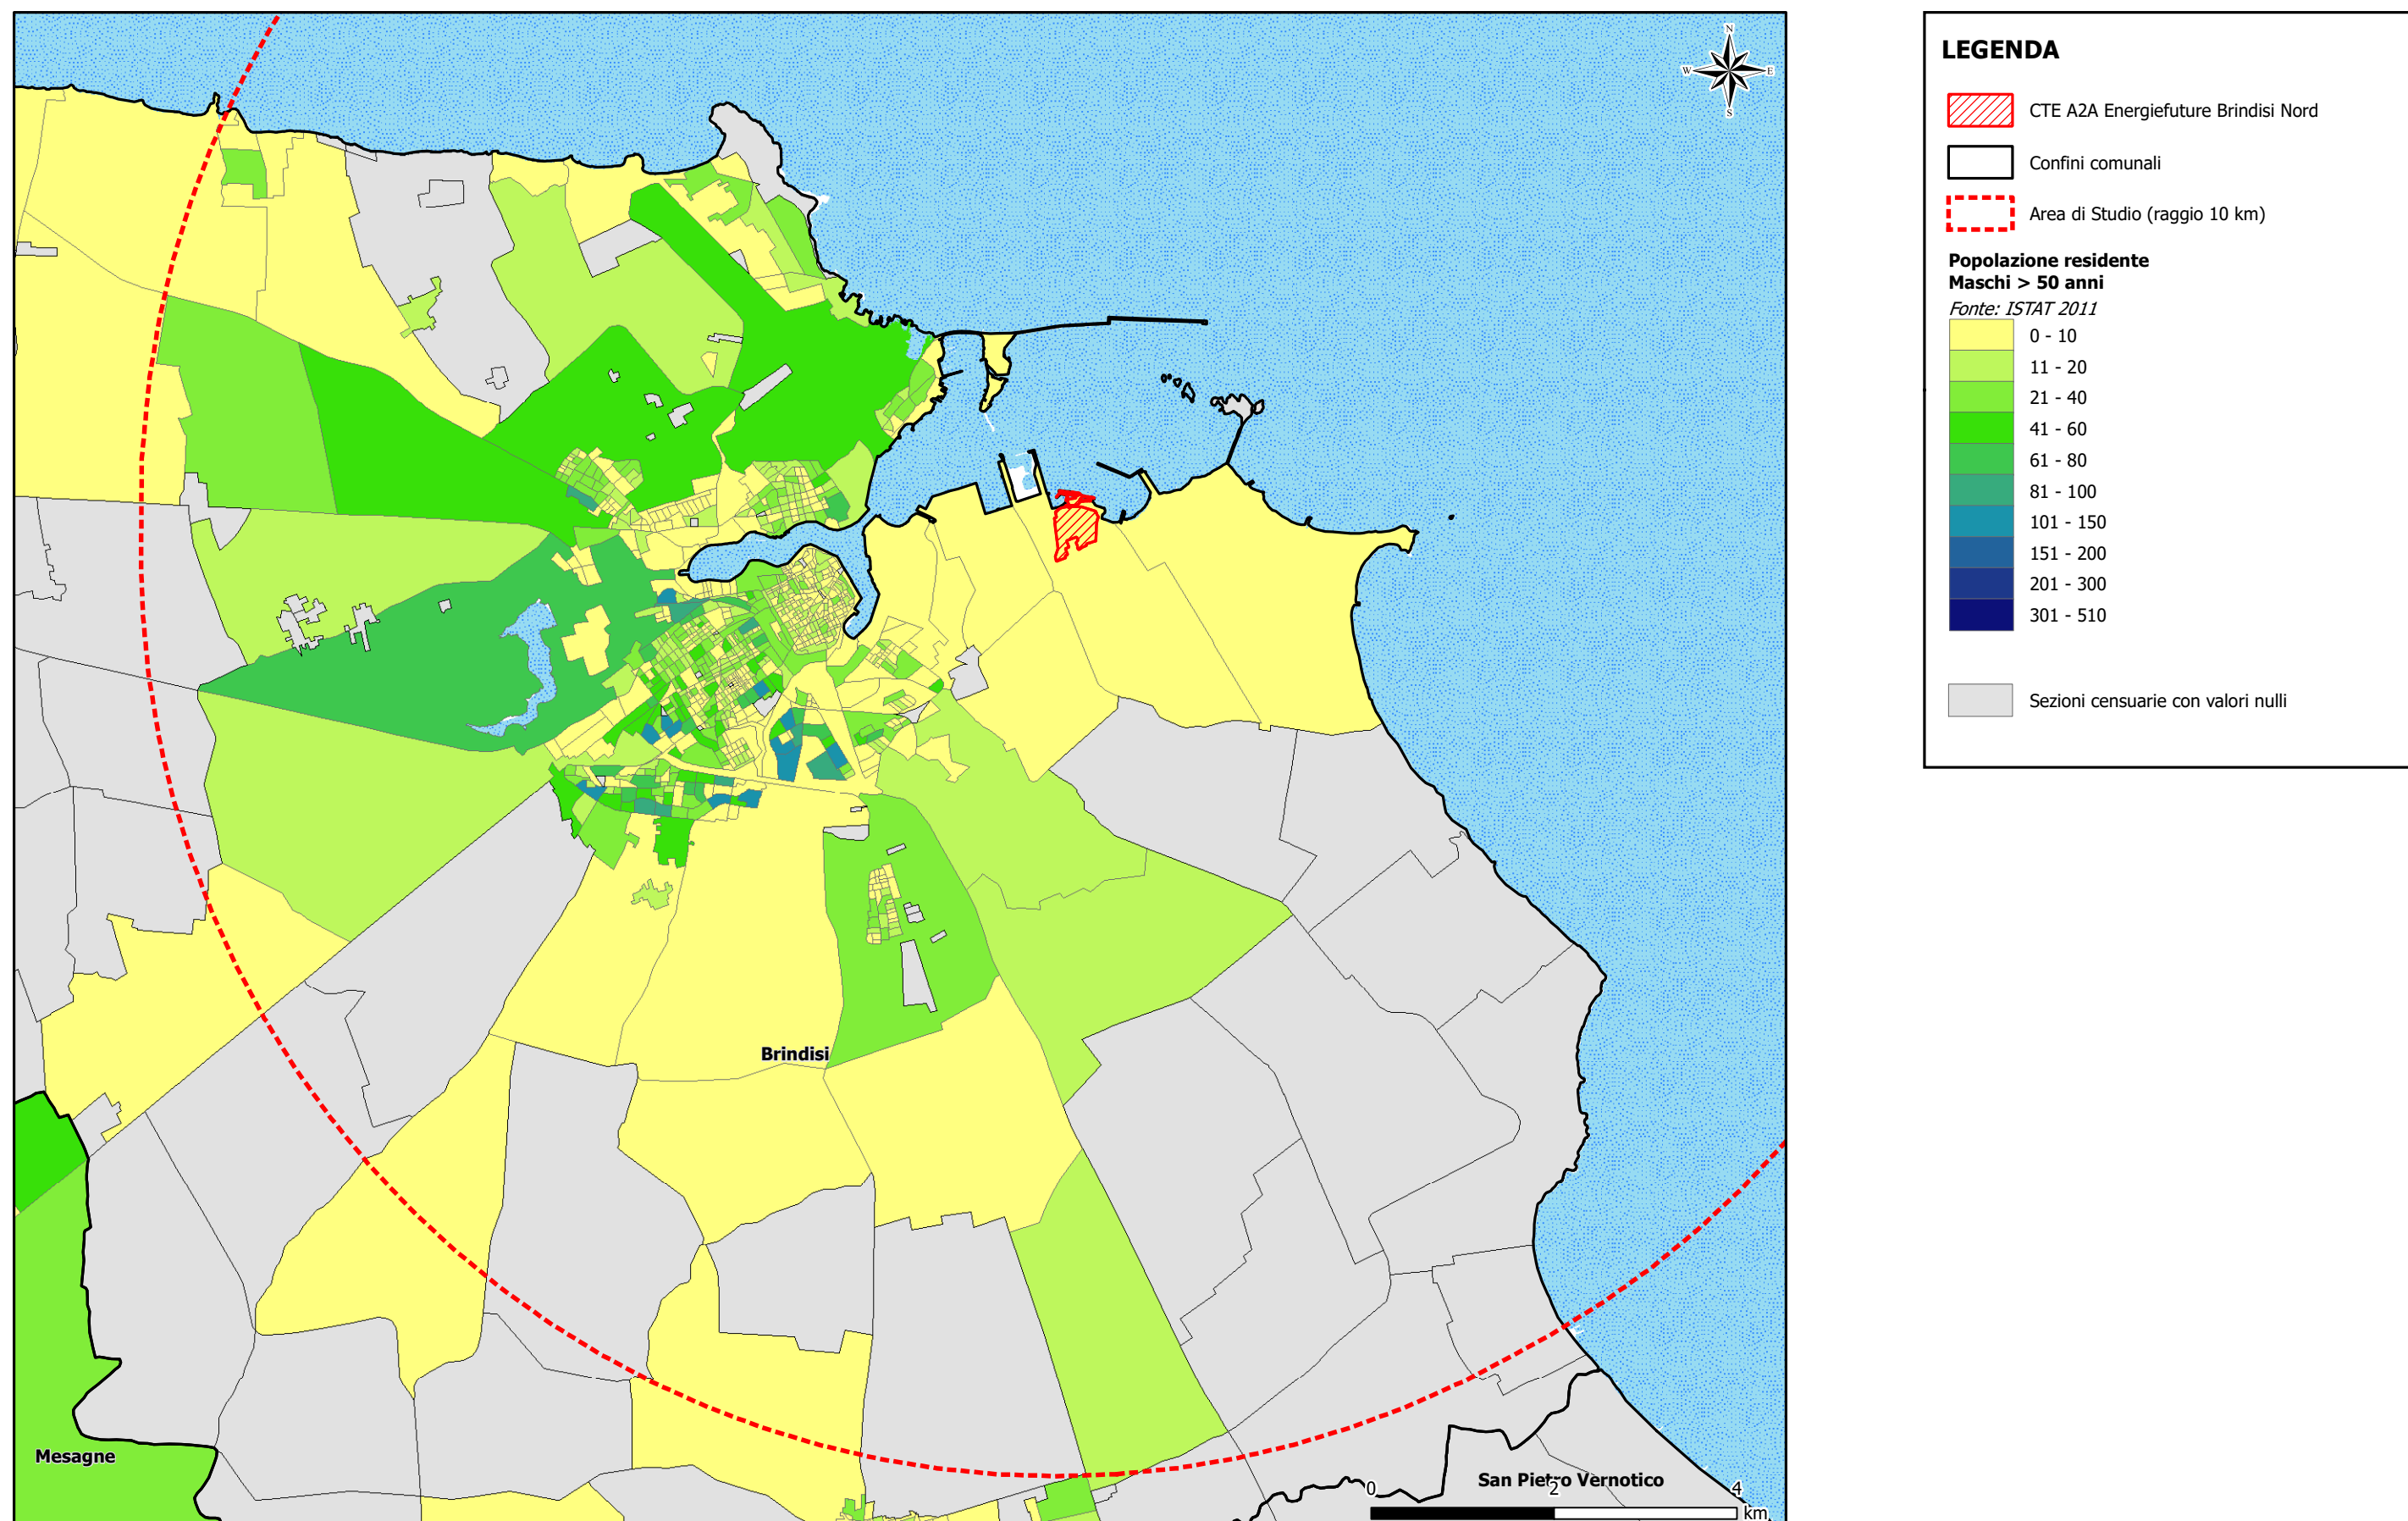 N
W E
S
Brindisi
Mesagne
San Pietro Vernotico
0 2 4
km
LEGENDA
CTE A2A Energiefuture Brindisi Nord
Confini comunali
Area di Studio (raggio 10 km)
Popolazione residente
Maschi > 50 anni
Fonte: ISTAT 2011
0 - 10
11 - 20
21 - 40
41 - 60
61 - 80
81 - 100
101 - 150
151 - 200
201 - 300
301 - 510
Sezioni censuarie con valori nulli